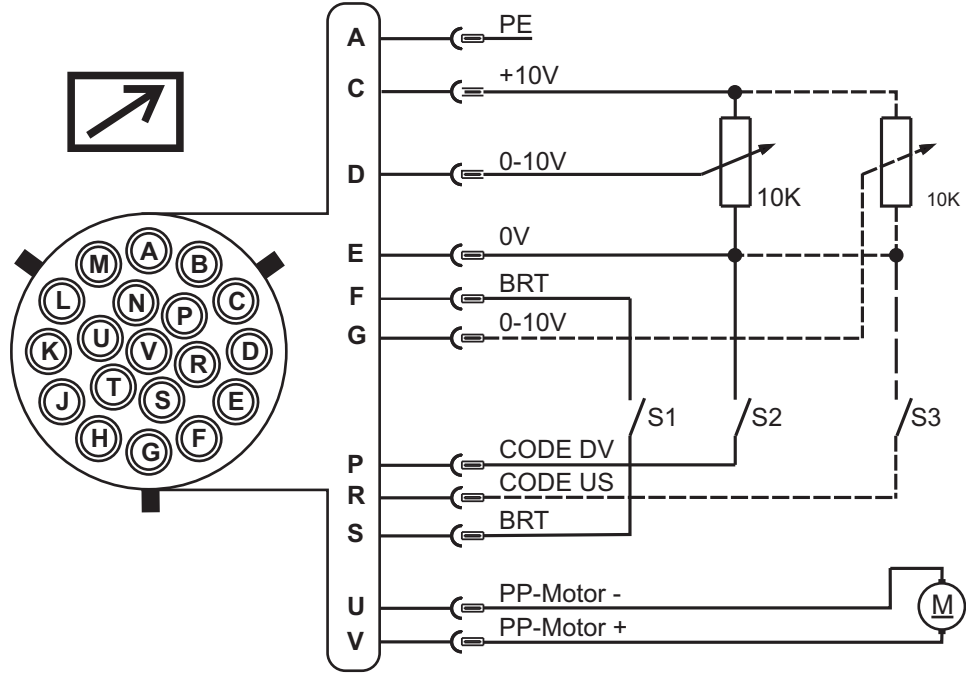 A PE
C +10V
D 0-10V
10K
10K
E 0V
F BRT
G 0-10V
S1
S2
S3
P CODE DV
R CODE US
S BRT
U PP-Motor -
V PP-Motor +
M
A
M
B
L
N
P
C
K
U
V
R
D
J
T
S
E
H
G
F